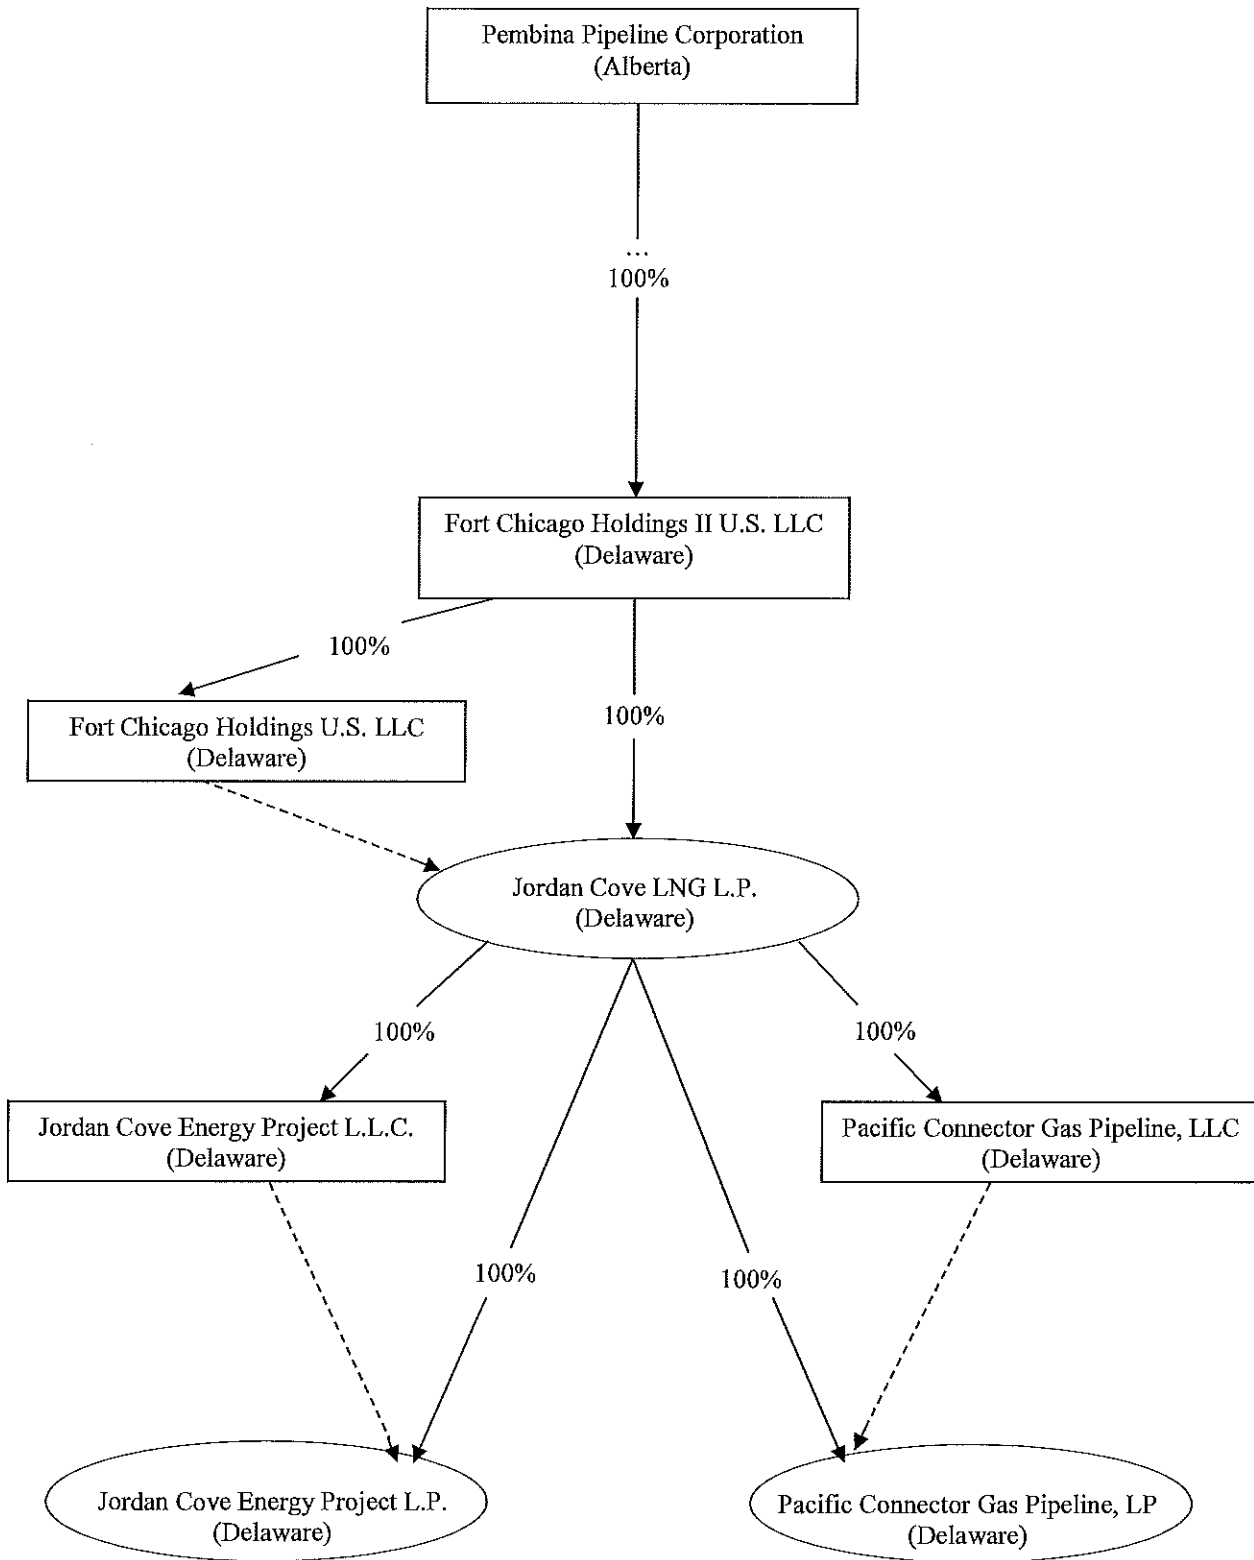 Pembina Pipeline Corporation
(Alberta)
...
100%
Fort Chicago Holdings II U.S. LLC
(Delaware)
100%
Fort Chicago Holdings U.S. LLC
(Delaware)
100%
Jordan Cove LNG L.P.
(Delaware)
100%
100%
Jordan Cove Energy Project L.L.C.
(Delaware)
Pacific Connector Gas Pipeline, LLC
(Delaware)
100%
100%
Jordan Cove Energy Project L.P.
(Delaware)
Pacific Connector Gas Pipeline, LP
(Delaware)